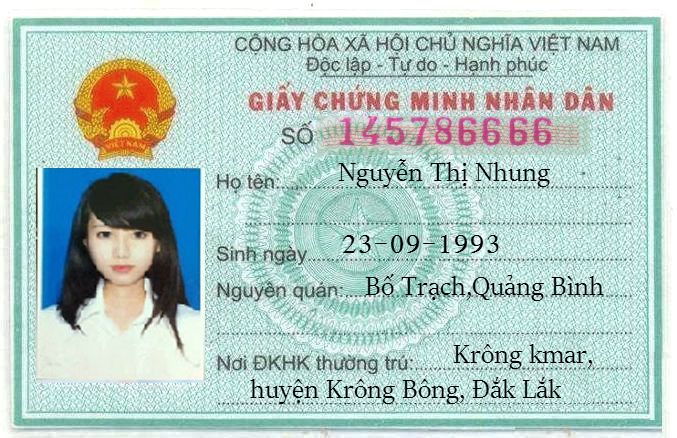 CỘNG HÒA XÃ HỘI CHỦ NGHĨA VIỆT NAM
Độc lập - Tự do - Hạnh phúc
GIẤY CHỨNG MINH NHÂN DÂN
SỐ 145786666
Họ tên: Nguyễn Thị Nhung
Sinh ngày 23-09-1993
Nguyên quán: Bố Trạch,Quảng Bình
Nơi ĐKHK thường trú: Krông kmar,
huyện Krông Bông, Đắk Lắk
VIỆT NAM